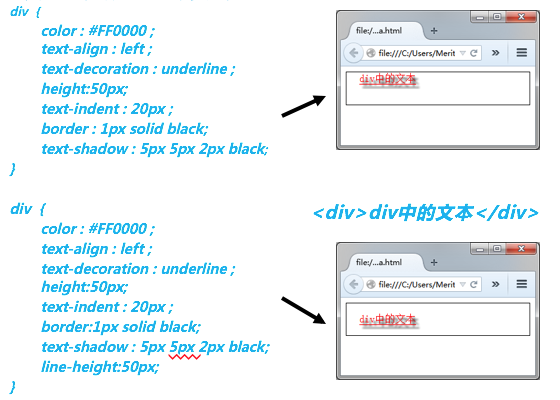 div {
color : #FF0000 ;
text-align : left ;
text-decoration : underline ;
height:50px;
text-indent : 20px ;
border : 1px solid black;
text-shadow : 5px 5px 2px black;
}
file:/...a.html
+
file:///C:/Users/Merit
»
div中的文本
div {
color : #FF0000 ;
text-align : left ;
text-decoration : underline ;
height:50px;
text-indent : 20px ;
border:1px solid black;
text-shadow : 5px 5px 2px black;
line-height:50px;
}
<div>div中的文本</div>
file:/...a.html
+
file:///C:/Users/Merit
»
div中的文本